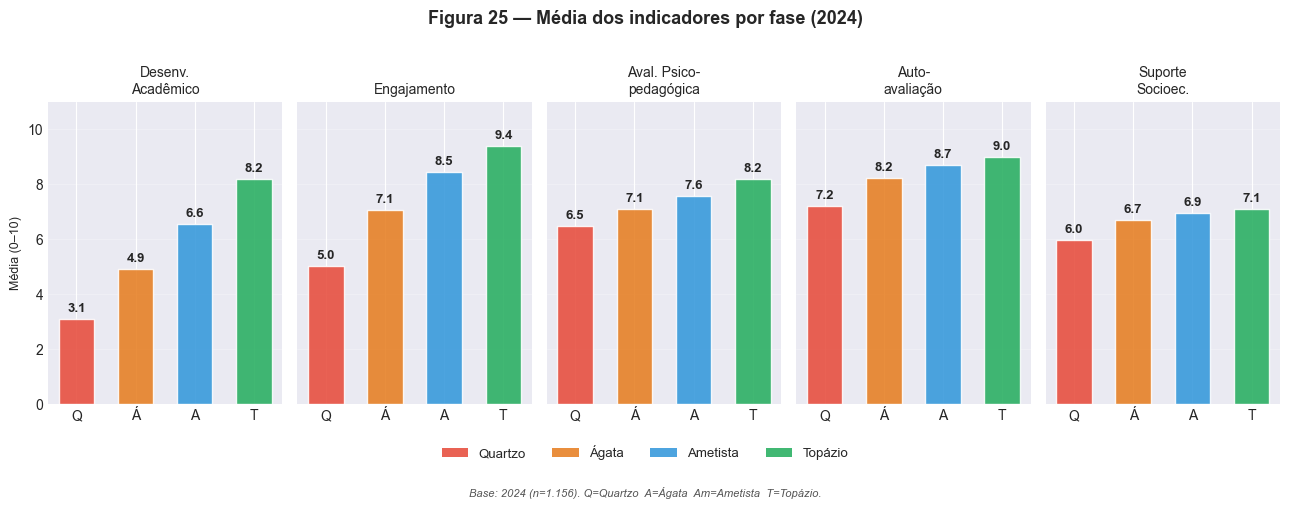 Figura 25 — Média dos indicadores por fase (2024)
Desenv.
Acadêmico
Engajamento
Aval. Psico-
pedagógica
Auto-
avaliação
Suporte
Socioec.
Média (0–10)
10
8
6
4
2
0
3.1
4.9
6.6
8.2
5.0
7.1
8.5
9.4
6.5
7.1
7.6
8.2
7.2
8.2
8.7
9.0
6.0
6.7
6.9
7.1
Q Á A T
Q Á A T
Q Á A T
Q Á A T
Q Á A T
Quartzo Ágata Ametista Topázio
Base: 2024 (n=1.156). Q=Quartzo A=Ágata Am=Ametista T=Topázio.